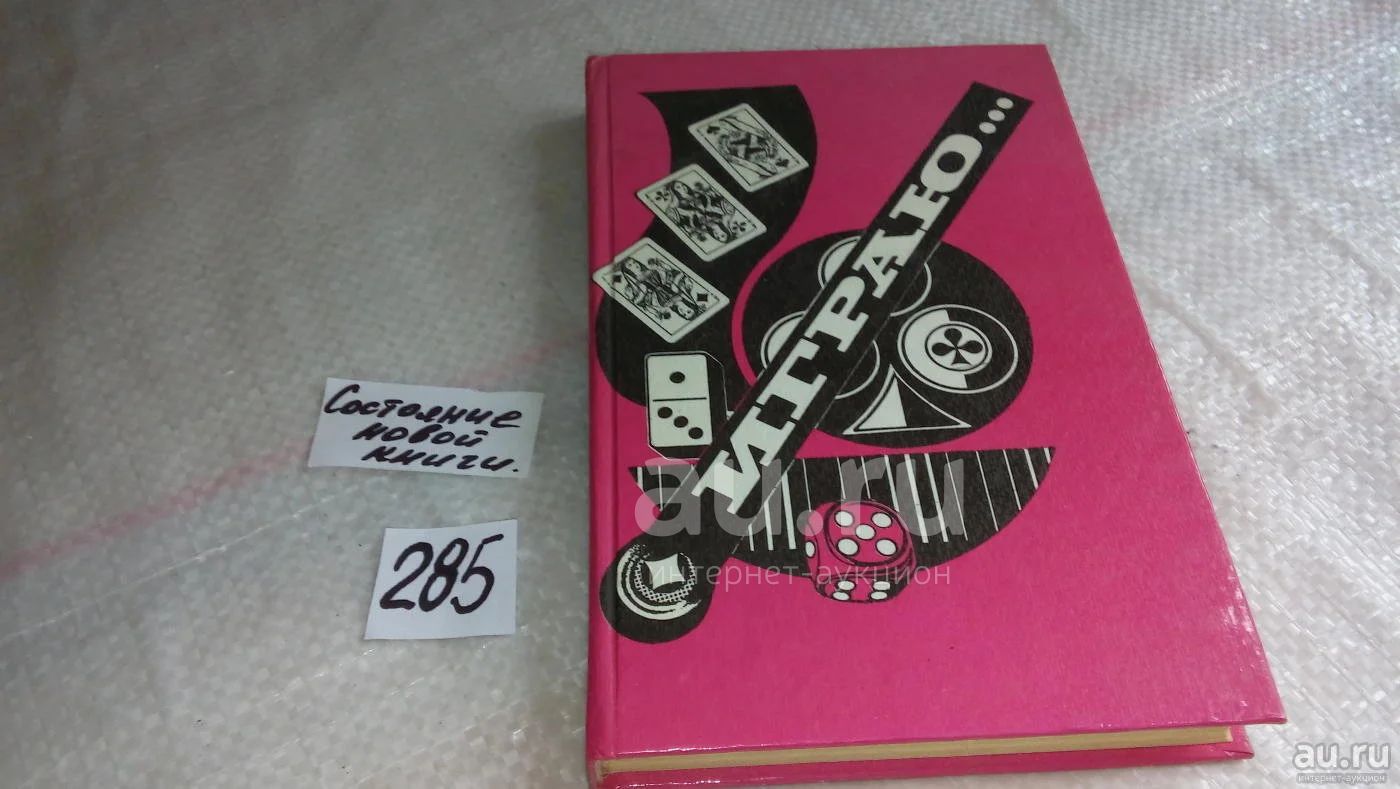 ИГРАЮ...
Состояние
новой
книги.
285
au.ru
интернет-аукцион
au.ru
интернет-аукцион